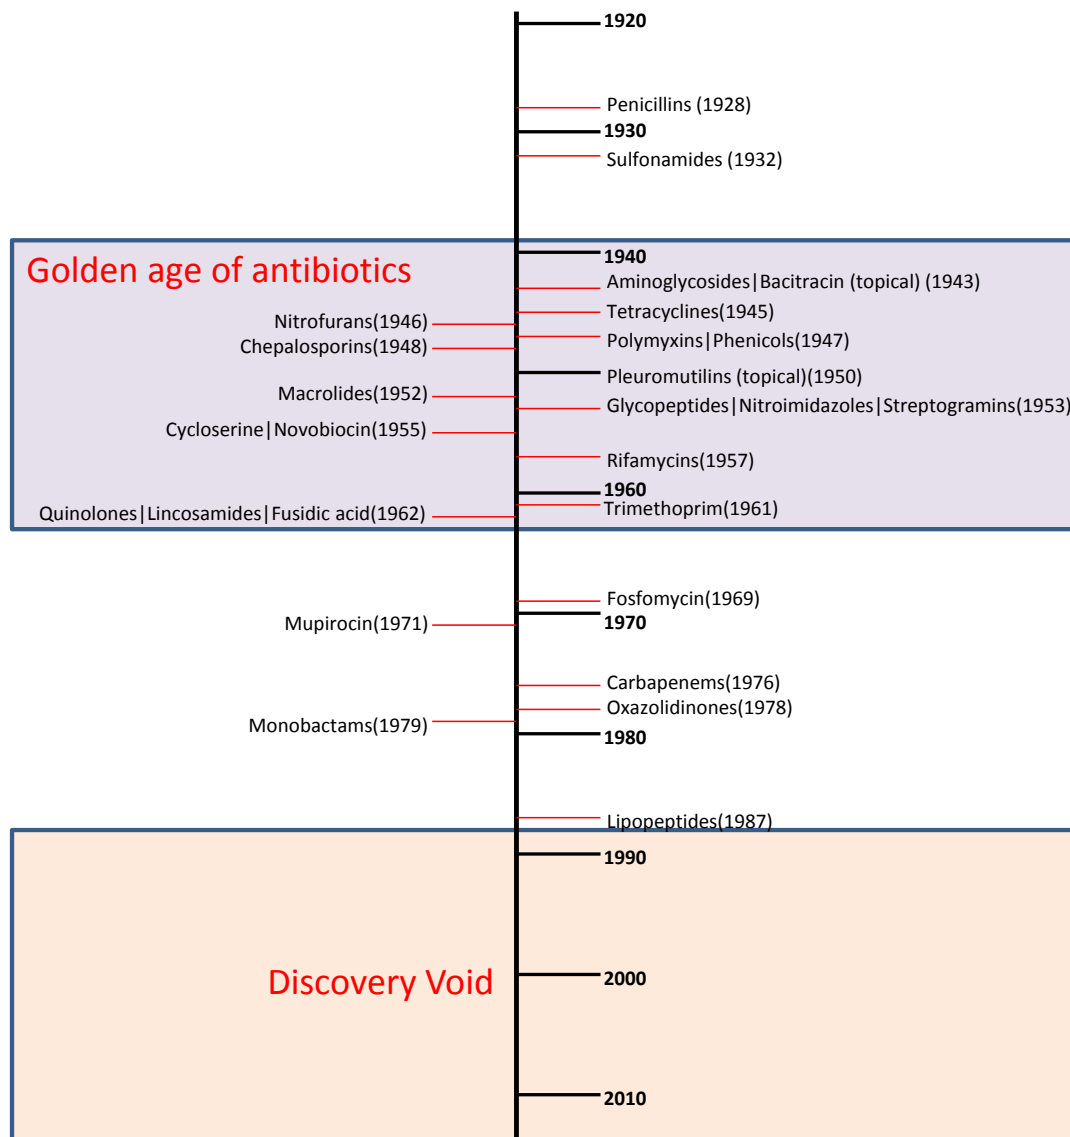 1920
Penicillins (1928)
1930
Sulfonamides (1932)
Golden age of antibiotics
1940
Aminoglycosides|Bacitracin (topical) (1943)
Tetracyclines(1945)
Nitrofurans(1946)
Polymyxins|Phenicols(1947)
Chepalosporins(1948)
Pleuromutilins (topical)(1950)
Macrolides(1952)
Glycopeptides|Nitroimidazoles|Streptogramins(1953)
Cycloserine|Novobiocin(1955)
Rifamycins(1957)
1960
Trimethoprim(1961)
Quinolones|Lincosamides|Fusidic acid(1962)
Fosfomycin(1969)
1970
Mupirocin(1971)
Carbapenems(1976)
Oxazolidinones(1978)
Monobactams(1979)
1980
Lipopeptides(1987)
1990
Discovery Void
2000
2010